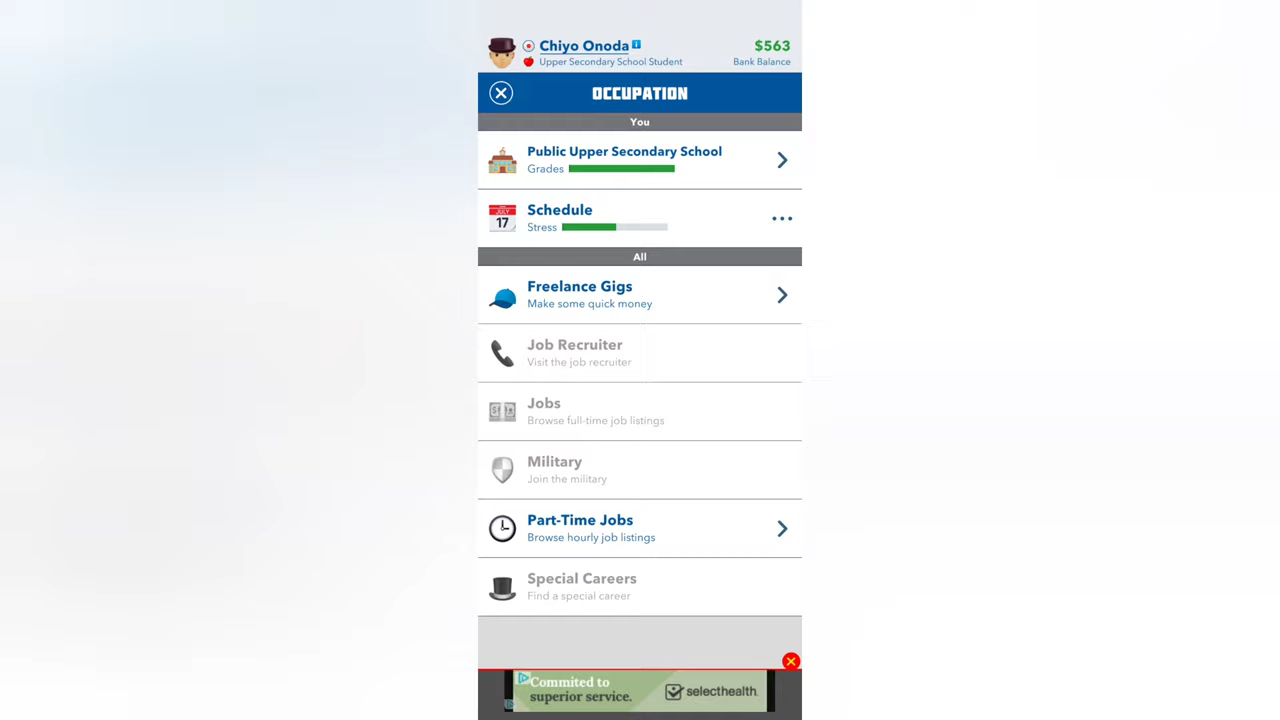 Chiyo Onoda
$563
Upper Secondary School Student
Bank Balance
OCCUPATION
You
Public Upper Secondary School
Grades
JULY
17
Schedule
Stress
All
Freelance Gigs
Make some quick money
Job Recruiter
Visit the job recruiter
Jobs
Browse full-time job listings
Military
Join the military
Part-Time Jobs
Browse hourly job listings
Special Careers
Find a special career
Commited to
superior service.
selecthealth.